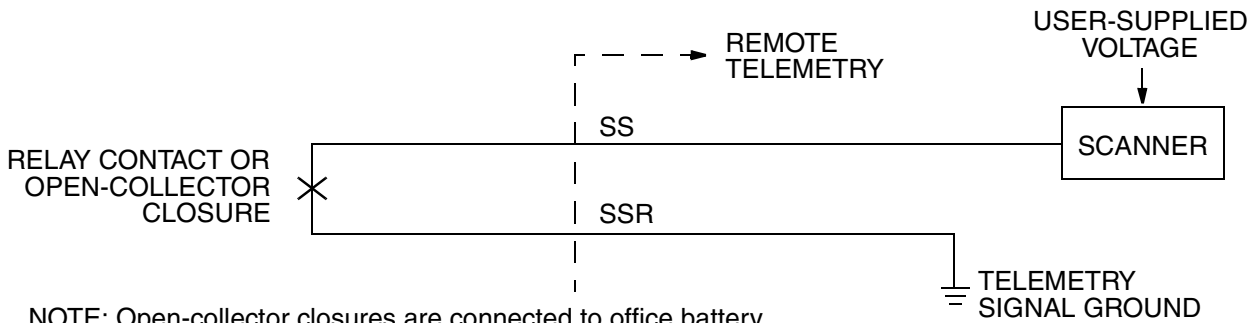 USER-SUPPLIED
VOLTAGE
REMOTE
TELEMETRY
SS
SCANNER
RELAY CONTACT OR
OPEN-COLLECTOR
CLOSURE
SSR
TELEMETRY
SIGNAL GROUND
NOTE: Open-collector closures are connected to office battery